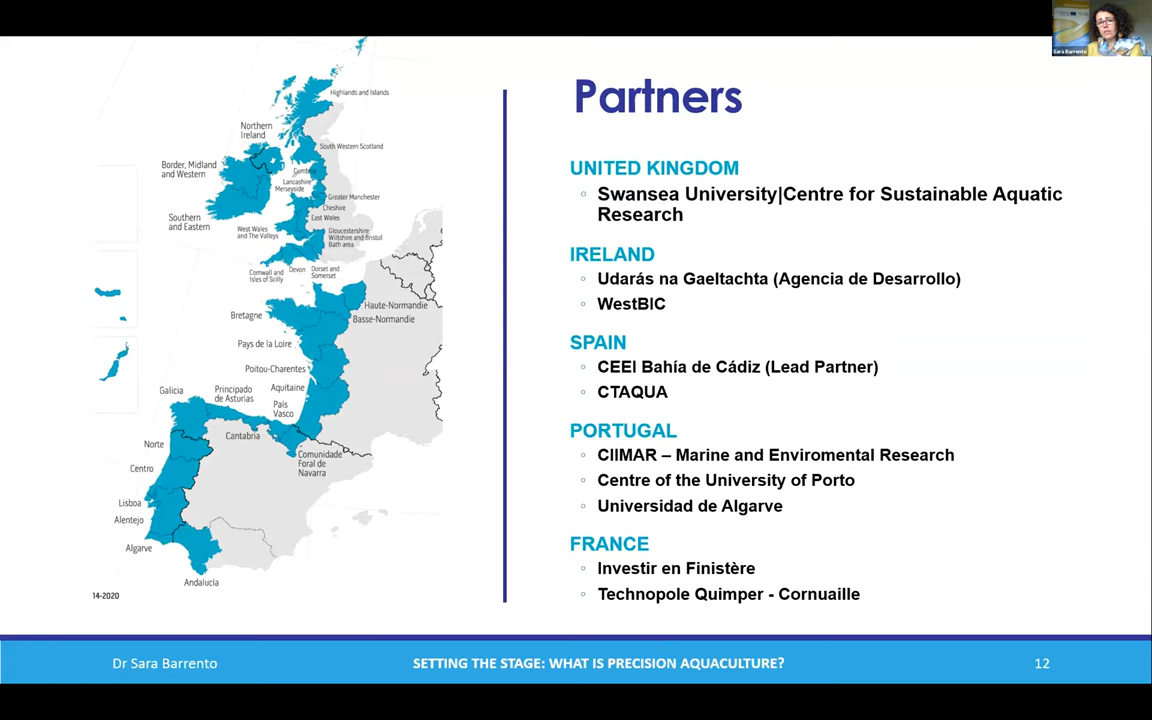 Sara Barrento
Highlands and Islands
Northern
Ireland
South Western Scotland
Border, Midland
and Western
Cumbria
Lancashire
Merseyside
Greater Manchester
Cheshire
East Wales
Southern
and Eastern
West Wales
and The Valleys
Gloucestershire
Wiltshire and Bristol
Bath area
Cornwall and
Isles of Scilly
Devon
Dorset and
Somerset
Haute-Normandie
Basse-Normandie
Bretagne
Pays de la Loire
Poitou-Charentes
Aquitaine
Galicia
Principado
de Asturias
País
Vasco
Cantabria
Comunidade
Foral de
Navarra
Norte
Centro
Lisboa
Alentejo
Algarve
Andalucía
14-2020
Partners
UNITED KINGDOM
Swansea University|Centre for Sustainable Aquatic
Research
IRELAND
Udarás na Gaeltachta (Agencia de Desarrollo)
WestBIC
SPAIN
CEEI Bahía de Cádiz (Lead Partner)
CTAQUA
PORTUGAL
CIIMAR – Marine and Enviromental Research
Centre of the University of Porto
Universidad de Algarve
FRANCE
Investir en Finistère
Technopole Quimper - Cornuaille
Dr Sara Barrento
SETTING THE STAGE: WHAT IS PRECISION AQUACULTURE?
12